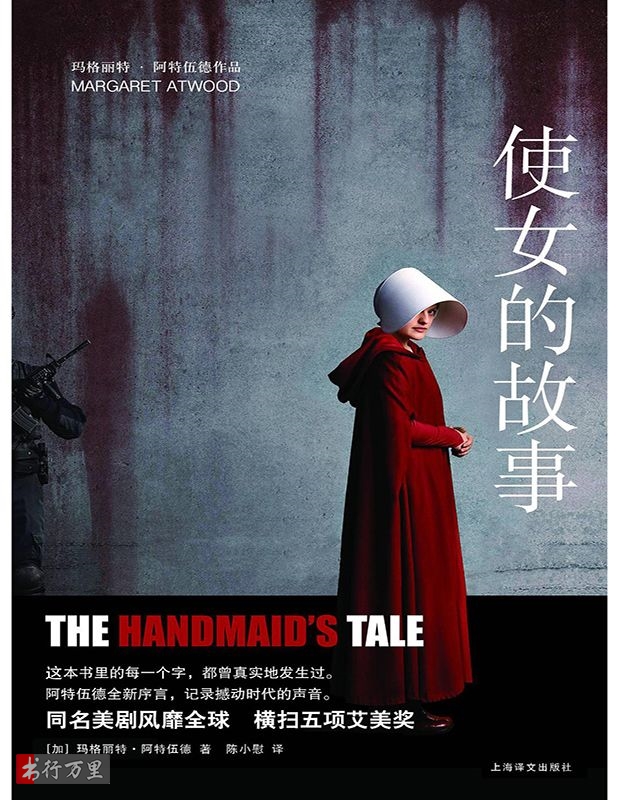 玛格丽特·阿特伍德作品
MARGARET ATWOOD
使女的故事
THE HANDMAID'S TALE
这本书里的每一个字，都曾真实地发生过。
阿特伍德全新序言，记录撼动时代的声音。
同名美剧风靡全球 横扫五项艾美奖
[加] 玛格丽特·阿特伍德 著 陈小慰 译
上海译文出版社
书行万里